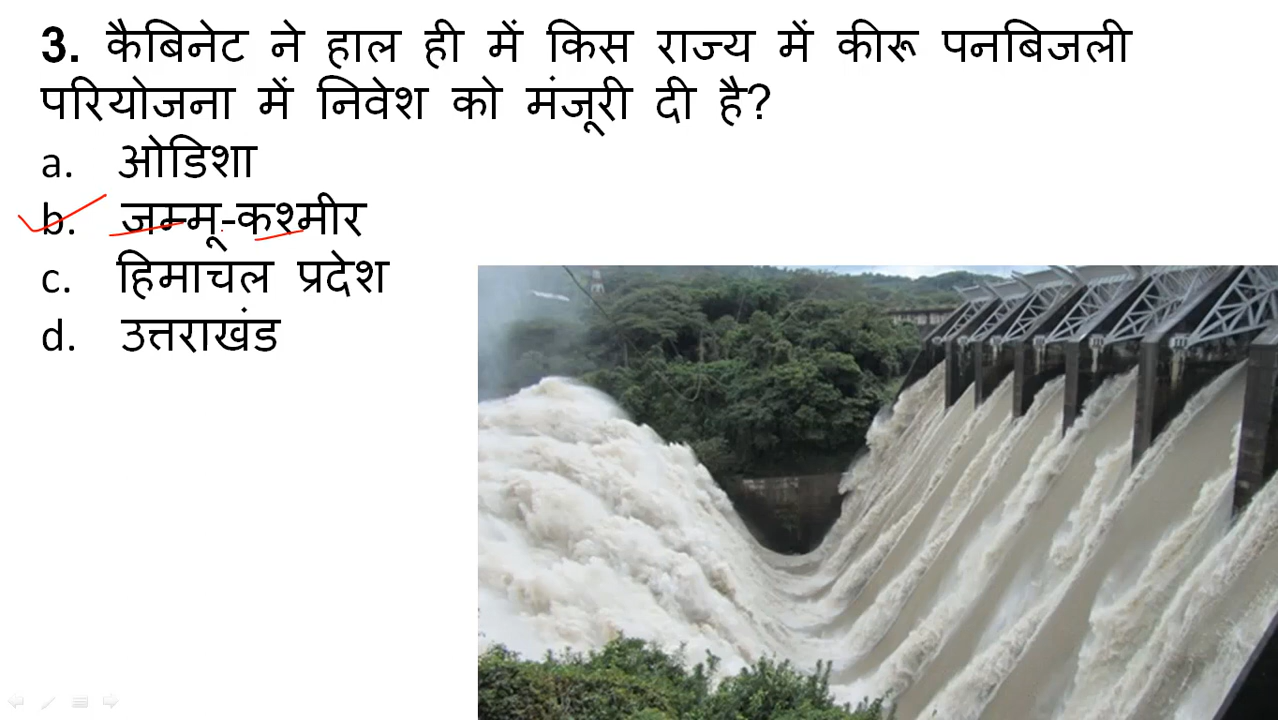 3. कैबिनेट ने हाल ही में किस राज्य में कीरू पनबिजली
परियोजना में निवेश को मंजूरी दी है?
a. ओडिशा
b. जम्मू-कश्मीर
c. हिमाचल प्रदेश
d. उत्तराखंड